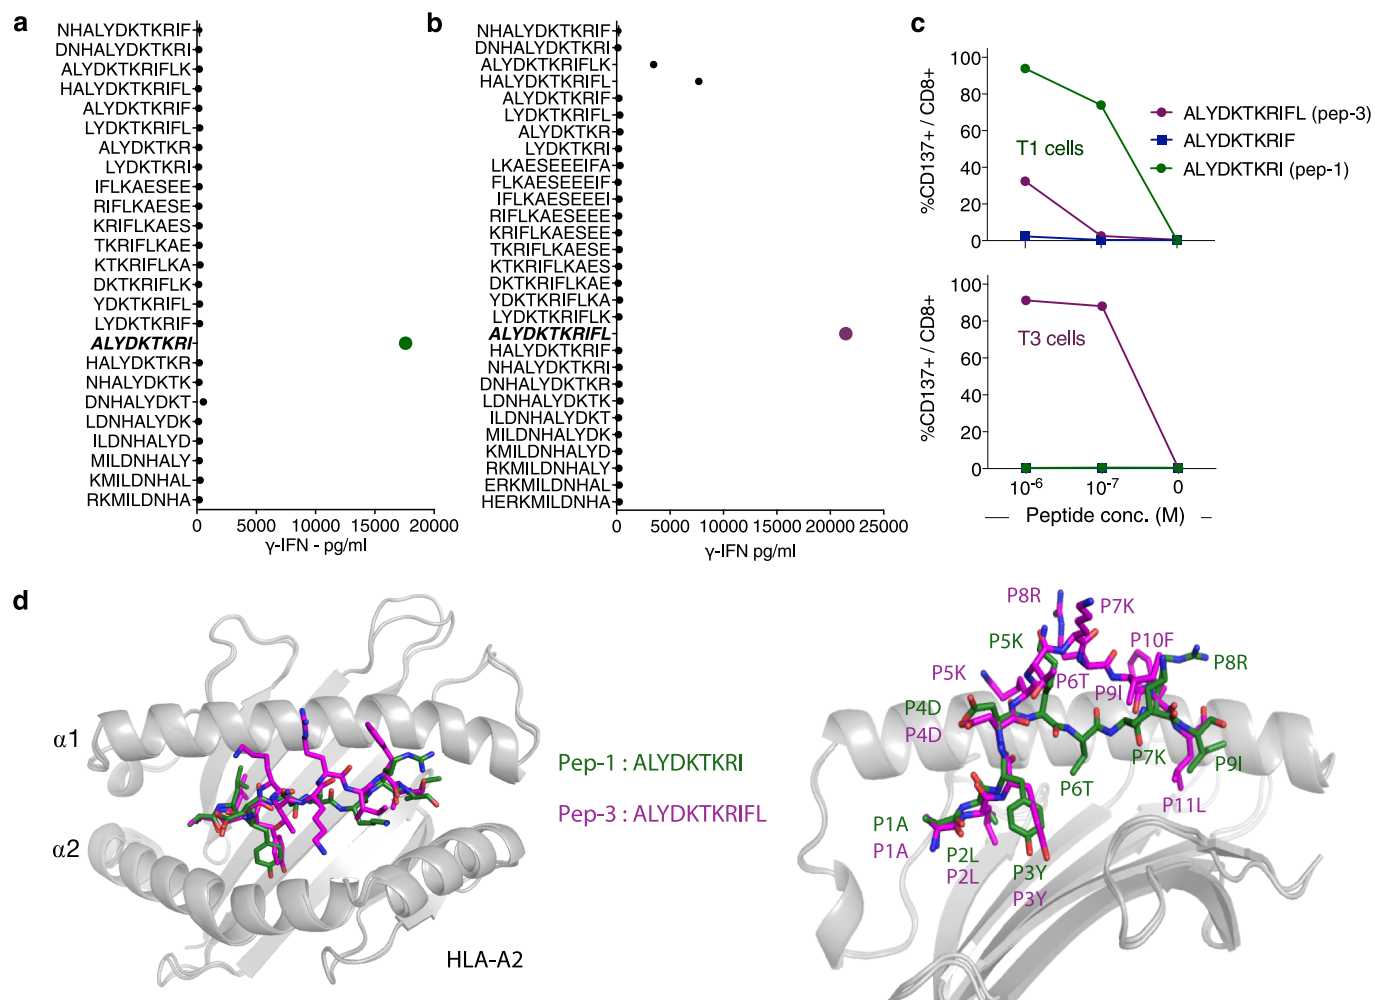 a
NHALYDKTKRIF
DNHALYDKTKRI
ALYDKTKRIFLK
HALYDKTKRIFL
ALYDKTKRIF
LYDKTKRIFL
ALYDKTKR
LYDKTKRI
IFLKAESEE
RIFLKAESE
KRIFLKAES
TKRIFLKAE
KTKRIFLKA
DKTKRIFLK
YDKTKRIFL
LYDKTKRIF
ALYDKTKRI
HALYDKTKR
NHALYDKTK
DNHALYDKT
LDNHALYDK
ILDNHALYD
MILDNHALY
KMILDNHAL
RKMILDNHA
0 5000 10000 15000 20000
γ-IFN - pg/ml
b
NHALYDKTKRIF
DNHALYDKTKRI
ALYDKTKRIFLK
HALYDKTKRIFL
ALYDKTKRIF
LYDKTKRIFL
ALYDKTKR
LYDKTKRI
LKAESEEEIFA
FLKAESEEEIF
IFLKAESEEEI
RIFLKAESEEE
KRIFLKAESEE
TKRIFLKAESE
KTKRIFLKAES
DKTKRIFLKAE
YDKTKRIFLKA
LYDKTKRIFLK
ALYDKTKRIFL
HALYDKTKRIF
NHALYDKTKRI
DNHALYDKTKR
LDNHALYDKTK
ILDNHALYDKT
MILDNHALYDK
KMILDNHALYD
RKMILDNHALY
ERKMILDNHAL
HERKMILDNHA
0 5000 10000 15000 20000 25000
γ-IFN pg/ml
c
%CD137+ / CD8+
100
80
60
40
20
0
T1 cells
ALYDKTKRIFL (pep-3)
ALYDKTKRIF
ALYDKTKRI (pep-1)
%CD137+ / CD8+
100
80
60
40
20
0
T3 cells
10-6 10-7 0
Peptide conc. (M)
d
α1
α2
HLA-A2
Pep-1 : ALYDKTKRI
Pep-3 : ALYDKTKRIFL
P8R
P7K
P5K
P10F
P8R
P5K
P6T
P9I
P4D
P4D
P7K
P9I
P6T
P11L
P1A
P1A
P2L
P2L
P3Y
P3Y